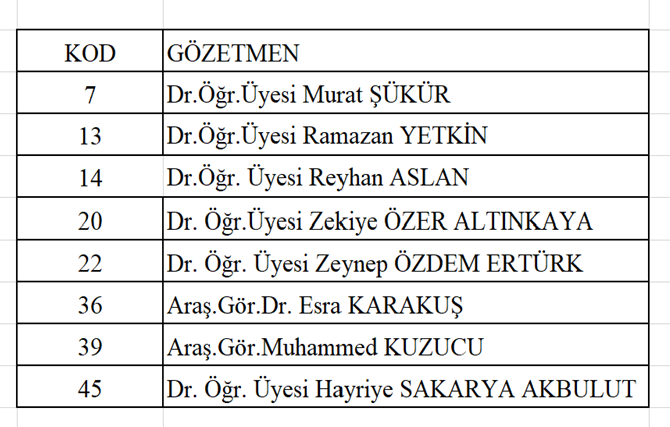 KOD GÖZETMEN
7 Dr.Öğr.Üyesi Murat ŞÜKÜR
13 Dr.Öğr.Üyesi Ramazan YETKİN
14 Dr.Öğr. Üyesi Reyhan ASLAN
20 Dr. Öğr.Üyesi Zekiye ÖZER ALTINKAYA
22 Dr. Öğr. Üyesi Zeynep ÖZDEM ERTÜRK
36 Araş.Gör.Dr. Esra KARAKUŞ
39 Araş.Gör.Muhammed KUZUCU
45 Dr. Öğr. Üyesi Hayriye SAKARYA AKBULUT